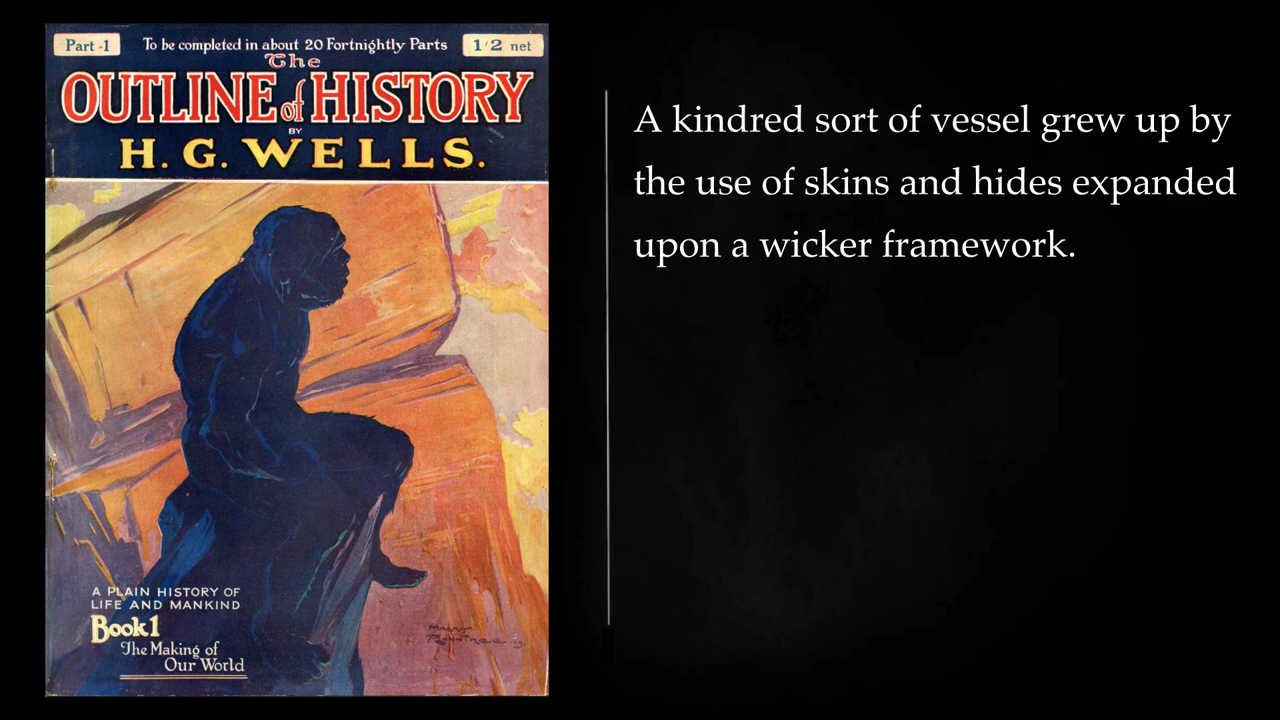 Part -1
To be completed in about 20 Fortnightly Parts
1/2 net
The
OUTLINE of HISTORY
BY
H. G. WELLS.
A PLAIN HISTORY OF
LIFE AND MANKIND
Book 1
The Making of
Our World
A kindred sort of vessel grew up by
the use of skins and hides expanded
upon a wicker framework.